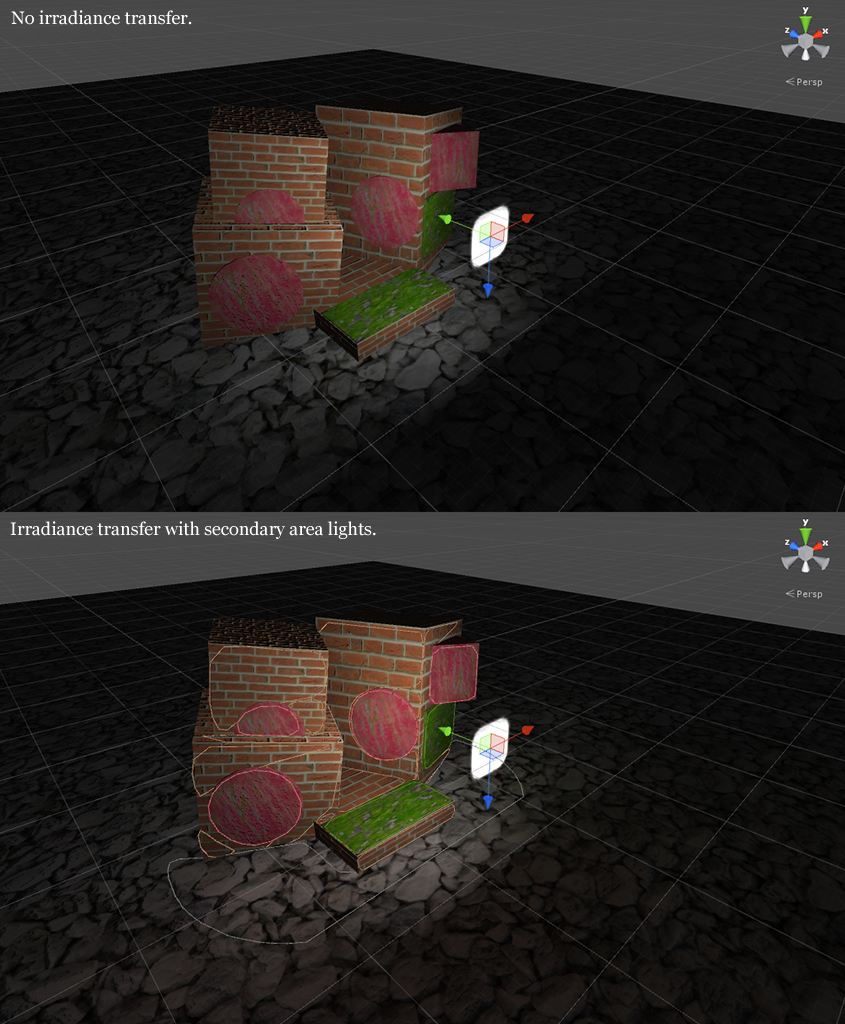 No irradiance transfer.
y
z
x
Persp
Irradiance transfer with secondary area lights.
y
z
x
Persp